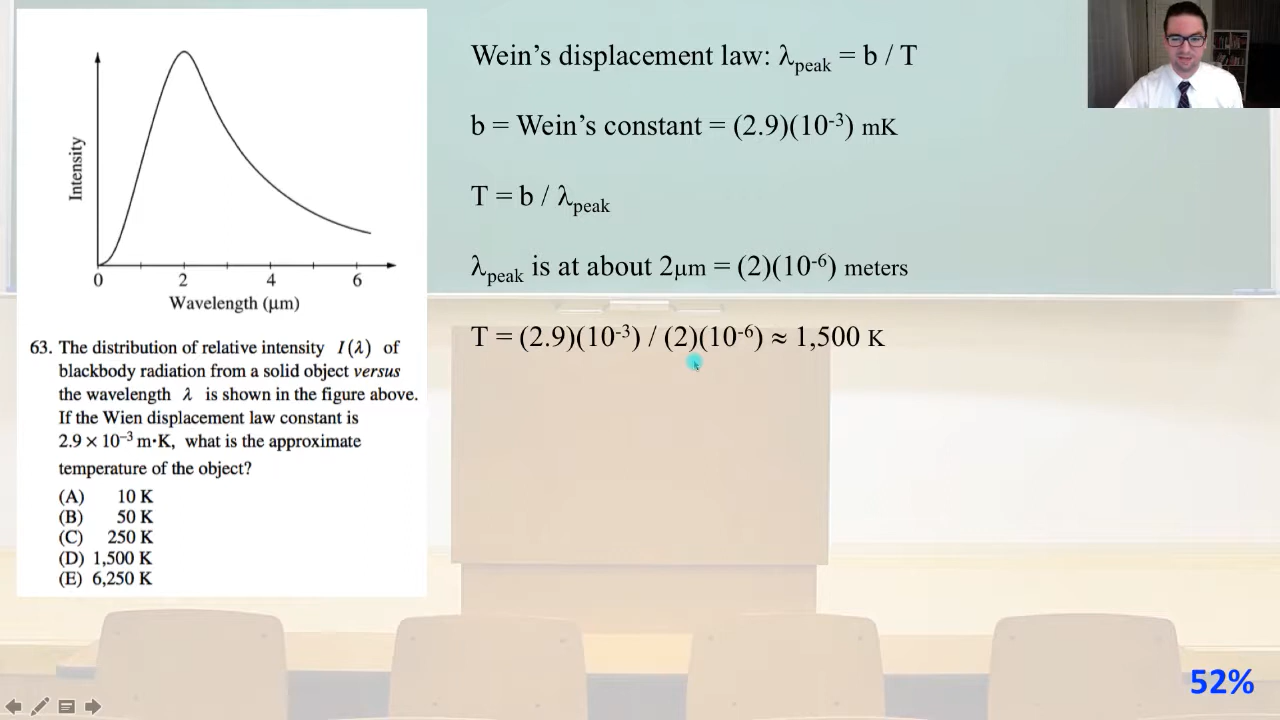 Intensity
0 2 4 6
Wavelength (μm)
63. The distribution of relative intensity I(λ) of
blackbody radiation from a solid object versus
the wavelength λ is shown in the figure above.
If the Wien displacement law constant is
2.9 × 10⁻³ m·K, what is the approximate
temperature of the object?
(A) 10 K
(B) 50 K
(C) 250 K
(D) 1,500 K
(E) 6,250 K
Wein's displacement law: λpeak = b / T
b = Wein's constant = (2.9)(10⁻³) mK
T = b / λpeak
λpeak is at about 2μm = (2)(10⁻⁶) meters
T = (2.9)(10⁻³) / (2)(10⁻⁶) ≈ 1,500 K
52%